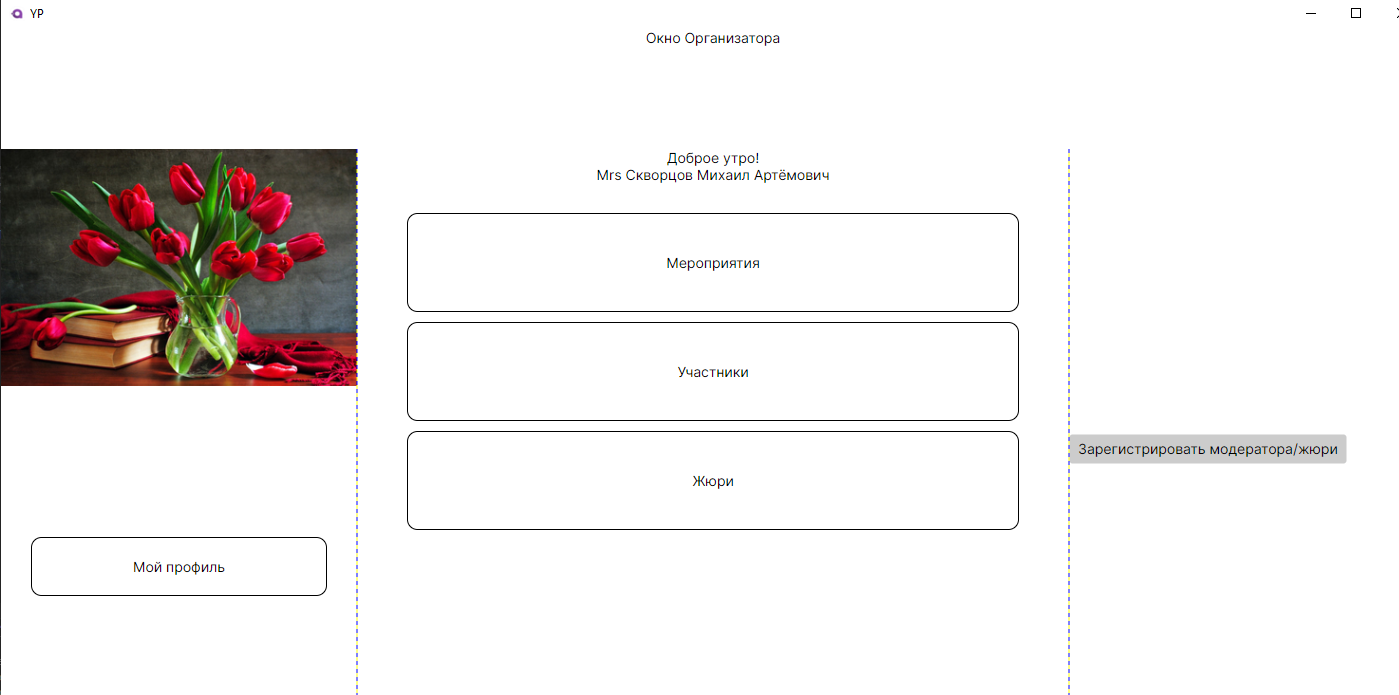 YP
Окно Организатора
Доброе утро!
Mrs Скворцов Михаил Артёмович
Мероприятия
Участники
Жюри
Зарегистрировать модератора/жюри
Мой профиль